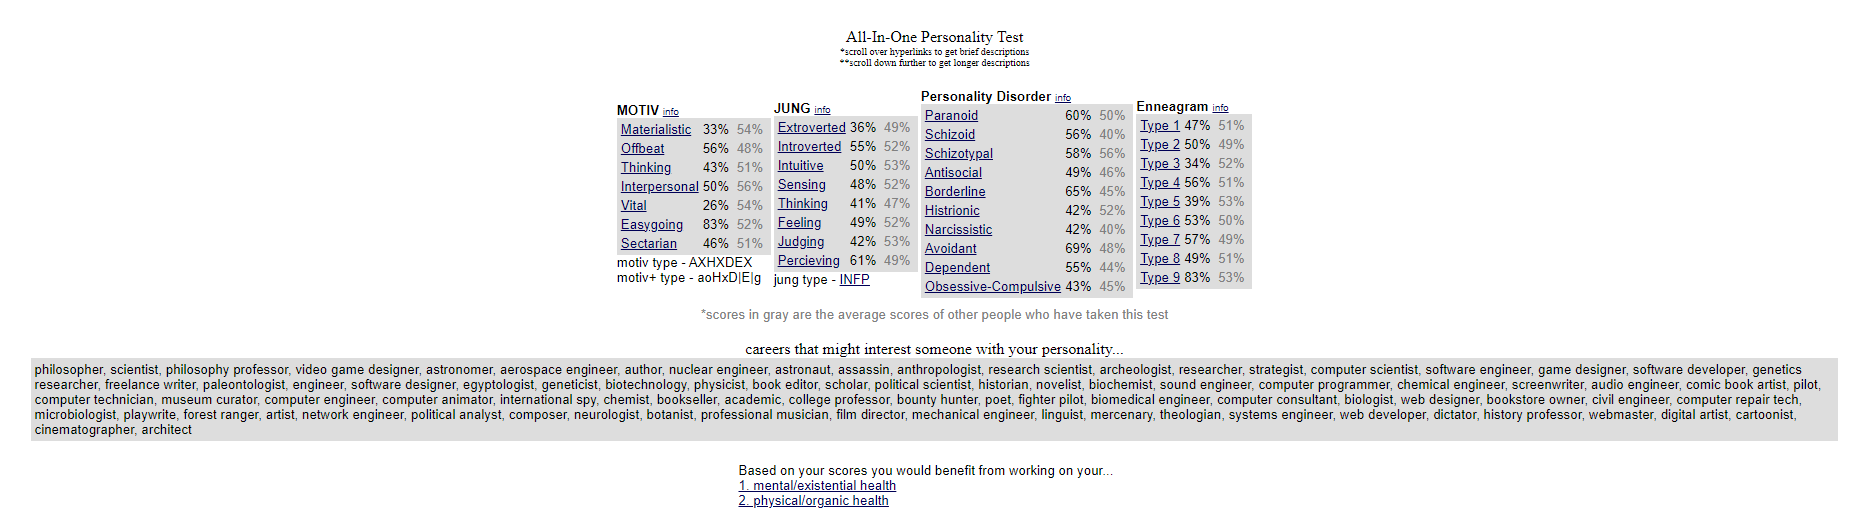 All-In-One Personality Test
*scroll over hyperlinks to get brief descriptions
**scroll down further to get longer descriptions
MOTIV info
Materialistic 33% 54%
Offbeat 56% 48%
Thinking 43% 51%
Interpersonal 50% 56%
Vital 26% 54%
Easygoing 83% 52%
Sectarian 46% 51%
motiv type - AXHXDEX
motiv+ type - aoHxD|E|g
JUNG info
Extroverted 36% 49%
Introverted 55% 52%
Intuitive 50% 53%
Sensing 48% 52%
Thinking 41% 47%
Feeling 49% 52%
Judging 42% 53%
Percieving 61% 49%
jung type - INFP
Personality Disorder info
Paranoid 60% 50%
Schizoid 56% 40%
Schizotypal 58% 56%
Antisocial 49% 46%
Borderline 65% 45%
Histrionic 42% 52%
Narcissistic 42% 40%
Avoidant 69% 48%
Dependent 55% 44%
Obsessive-Compulsive 43% 45%
Enneagram info
Type 1 47% 51%
Type 2 50% 49%
Type 3 34% 52%
Type 4 56% 51%
Type 5 39% 53%
Type 6 53% 50%
Type 7 57% 49%
Type 8 49% 51%
Type 9 83% 53%
*scores in gray are the average scores of other people who have taken this test
careers that might interest someone with your personality...
philosopher, scientist, philosophy professor, video game designer, astronomer, aerospace engineer, author, nuclear engineer, astronaut, assassin, anthropologist, research scientist, archeologist, researcher, strategist, computer scientist, software engineer, game designer, software developer, genetics
researcher, freelance writer, paleontologist, engineer, software designer, egyptologist, geneticist, biotechnology, physicist, book editor, scholar, political scientist, historian, novelist, biochemist, sound engineer, computer programmer, chemical engineer, screenwriter, audio engineer, comic book artist, pilot,
computer technician, museum curator, computer engineer, computer animator, international spy, chemist, bookseller, academic, college professor, bounty hunter, poet, fighter pilot, biomedical engineer, computer consultant, biologist, web designer, bookstore owner, civil engineer, computer repair tech,
microbiologist, playwrite, forest ranger, artist, network engineer, political analyst, composer, neurologist, botanist, professional musician, film director, mechanical engineer, linguist, mercenary, theologian, systems engineer, web developer, dictator, history professor, webmaster, digital artist, cartoonist,
cinematographer, architect
Based on your scores you would benefit from working on your...
1. mental/existential health
2. physical/organic health